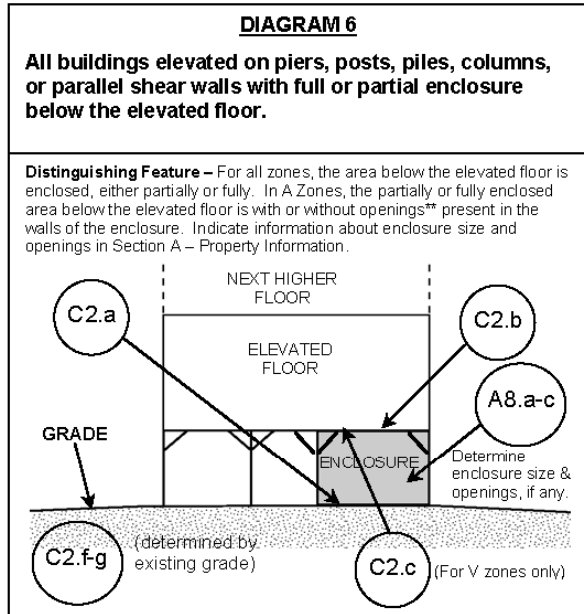 DIAGRAM 6
All buildings elevated on piers, posts, piles, columns,
or parallel shear walls with full or partial enclosure
below the elevated floor.
Distinguishing Feature – For all zones, the area below the elevated floor is
enclosed, either partially or fully. In A Zones, the partially or fully enclosed
area below the elevated floor is with or without openings** present in the
walls of the enclosure. Indicate information about enclosure size and
openings in Section A – Property Information.
NEXT HIGHER
FLOOR
C2.a
C2.b
ELEVATED
FLOOR
A8.a-c
GRADE
ENCLOSURE
Determine
enclosure size &
openings, if any.
C2.f-g
(determined by
existing grade)
C2.c
(For V zones only)